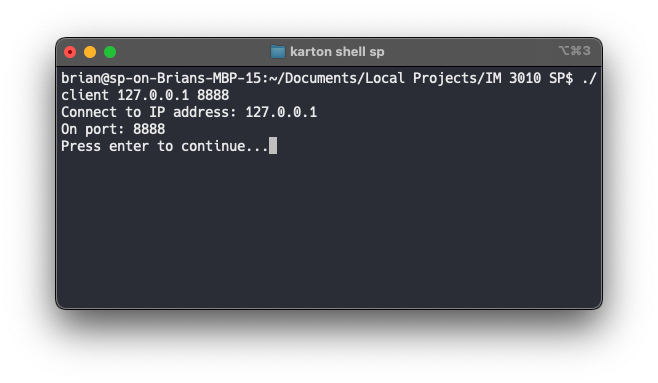 karton shell sp
⌥⌘3
brian@sp-on-Brians-MBP-15:~/Documents/Local Projects/IM 3010 SP$ ./
client 127.0.0.1 8888
Connect to IP address: 127.0.0.1
On port: 8888
Press enter to continue...